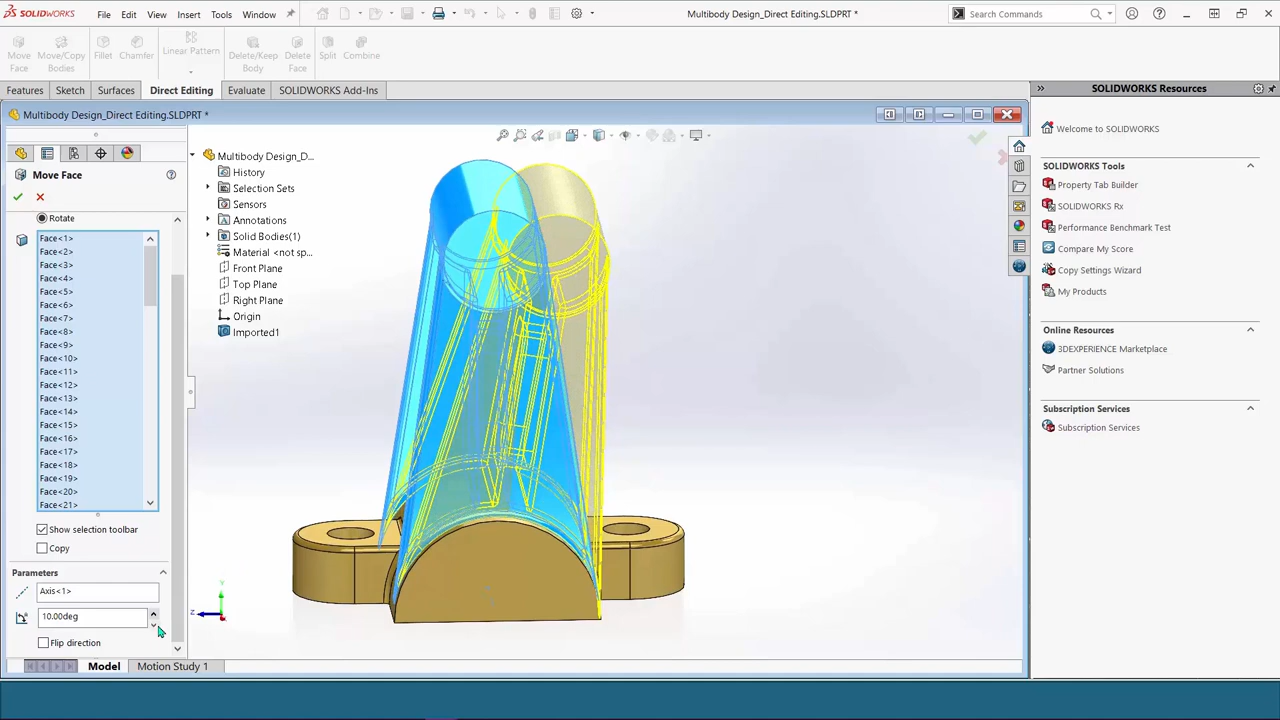 SOLIDWORKS File Edit View Insert Tools Window Multibody Design_Direct Editing.SLDPRT * Search Commands
Move Face Move/Copy Bodies Fillet Chamfer Linear Pattern Delete/Keep Body Delete Face Split Combine
Features Sketch Surfaces Direct Editing Evaluate SOLIDWORKS Add-Ins
SOLIDWORKS Resources
Multibody Design_Direct Editing.SLDPRT *
Welcome to SOLIDWORKS
Multibody Design_D...
SOLIDWORKS Tools
Move Face
History
Property Tab Builder
Selection Sets
Sensors
SOLIDWORKS Rx
Rotate
Annotations
Performance Benchmark Test
Face<1>
Solid Bodies(1)
Compare My Score
Face<2>
Material <not sp...
Face<3>
Front Plane
Copy Settings Wizard
Face<4>
Top Plane
Face<5>
My Products
Face<6>
Right Plane
Face<7>
Origin
Face<8>
Imported1
Online Resources
Face<9>
3DEXPERIENCE Marketplace
Face<10>
Face<11>
Partner Solutions
Face<12>
Face<13>
Face<14>
Subscription Services
Face<15>
Subscription Services
Face<16>
Face<17>
Face<18>
Face<19>
Face<20>
Face<21>
Show selection toolbar
Copy
Parameters
Axis<1>
10.00deg
Flip direction
Y
Z
Model Motion Study 1